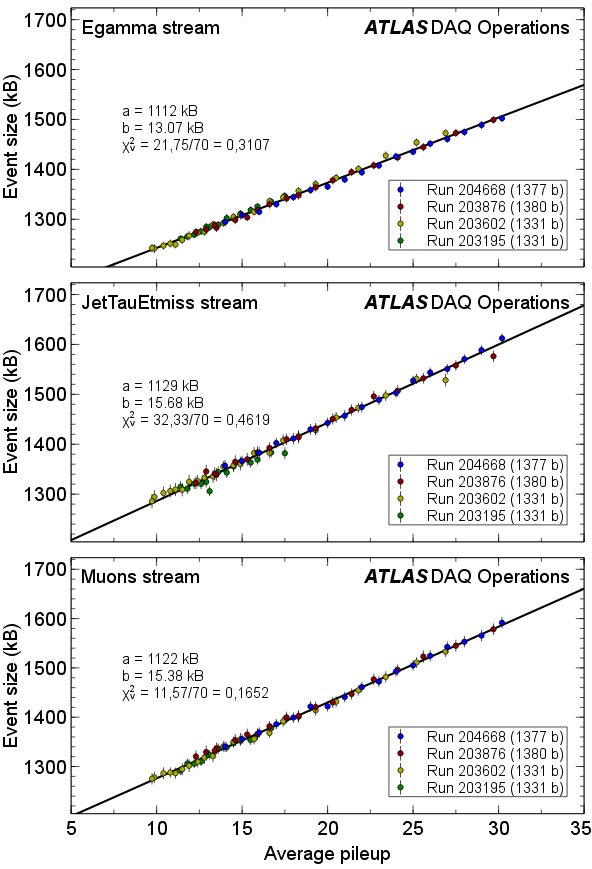 Egamma stream ATLAS DAQ Operations
1700
1600
1500
1400
1300
Event size (kB)
a = 1112 kB
b = 13.07 kB
χ²ᵥ = 21,75/70 = 0,3107
Run 204668 (1377 b)
Run 203876 (1380 b)
Run 203602 (1331 b)
Run 203195 (1331 b)
JetTauEtmiss stream ATLAS DAQ Operations
1700
1600
1500
1400
1300
Event size (kB)
a = 1129 kB
b = 15.68 kB
χ²ᵥ = 32,33/70 = 0,4619
Run 204668 (1377 b)
Run 203876 (1380 b)
Run 203602 (1331 b)
Run 203195 (1331 b)
Muons stream ATLAS DAQ Operations
1700
1600
1500
1400
1300
Event size (kB)
a = 1122 kB
b = 15.38 kB
χ²ᵥ = 11,57/70 = 0,1652
Run 204668 (1377 b)
Run 203876 (1380 b)
Run 203602 (1331 b)
Run 203195 (1331 b)
5 10 15 20 25 30 35
Average pileup